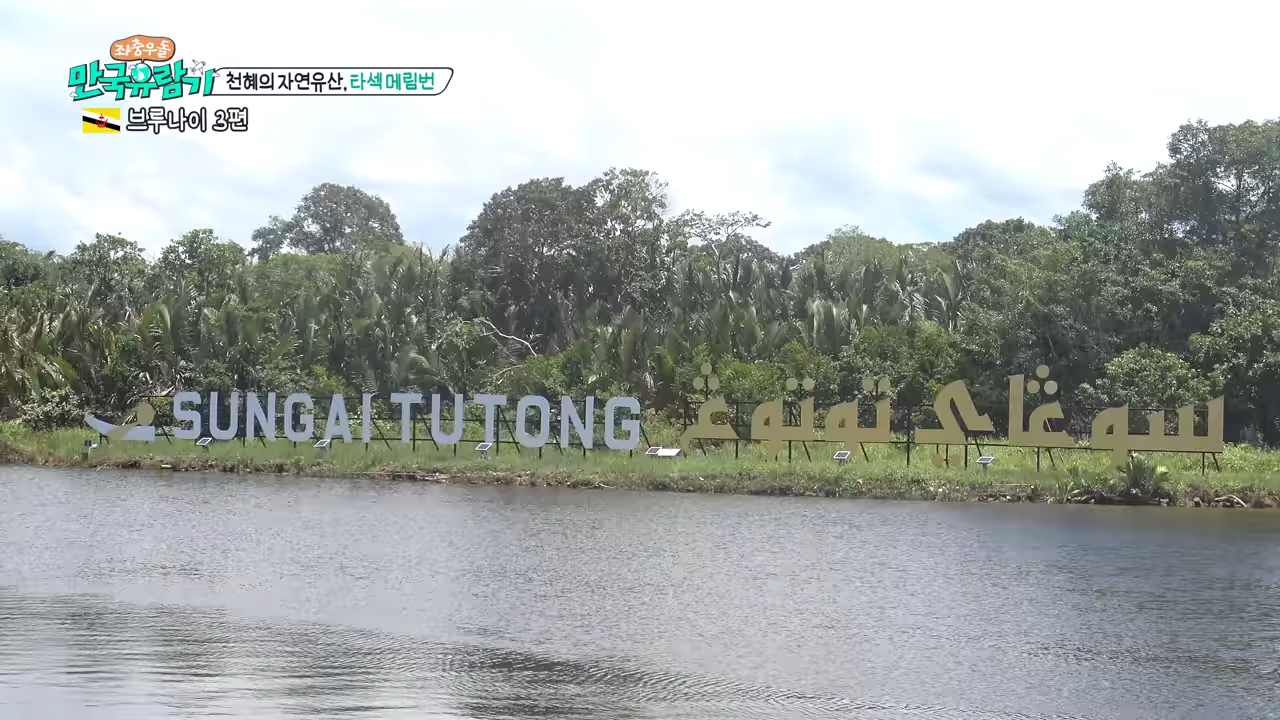 좌충우돌
만국유람기
천혜의 자연유산, 타섹 메림번
브루나이 3편
SUNGAI TUTONG
سوڠاي توتوڠ